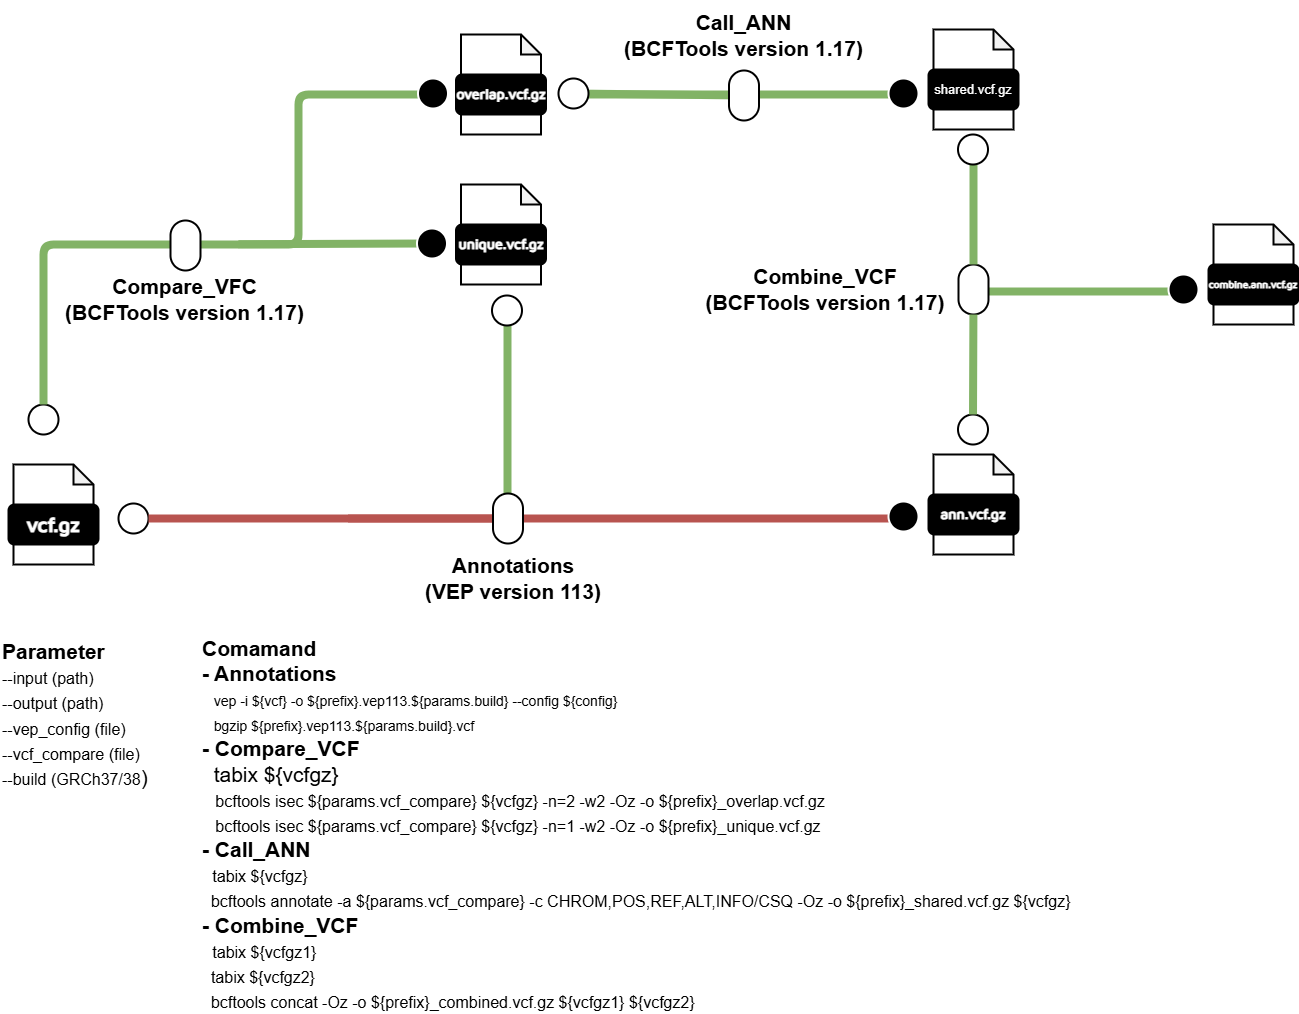 Call_ANN
(BCFTools version 1.17)
overlap.vcf.gz
shared.vcf.gz
unique.vcf.gz
Compare_VFC
(BCFTools version 1.17)
Combine_VCF
(BCFTools version 1.17)
combine.ann.vcf.gz
vcf.gz
ann.vcf.gz
Annotations
(VEP version 113)
Parameter
--input (path)
--output (path)
--vep_config (file)
--vcf_compare (file)
--build (GRCh37/38)
Comamand
- Annotations
vep -i ${vcf} -o ${prefix}.vep113.${params.build} --config ${config}
bgzip ${prefix}.vep113.${params.build}.vcf
- Compare_VCF
tabix ${vcfgz}
bcftools isec ${params.vcf_compare} ${vcfgz} -n=2 -w2 -Oz -o ${prefix}_overlap.vcf.gz
bcftools isec ${params.vcf_compare} ${vcfgz} -n=1 -w2 -Oz -o ${prefix}_unique.vcf.gz
- Call_ANN
tabix ${vcfgz}
bcftools annotate -a ${params.vcf_compare} -c CHROM,POS,REF,ALT,INFO/CSQ -Oz -o ${prefix}_shared.vcf.gz ${vcfgz}
- Combine_VCF
tabix ${vcfgz1}
tabix ${vcfgz2}
bcftools concat -Oz -o ${prefix}_combined.vcf.gz ${vcfgz1} ${vcfgz2}